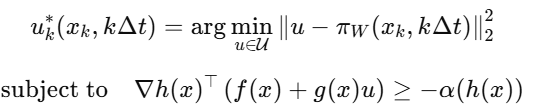 u*_k(x_k, kΔt) = arg min_{u∈𝒰} ‖u − π_W(x_k, kΔt)‖²_2
subject to ∇h(x)^⊤ (f(x) + g(x)u) ≥ −α(h(x))